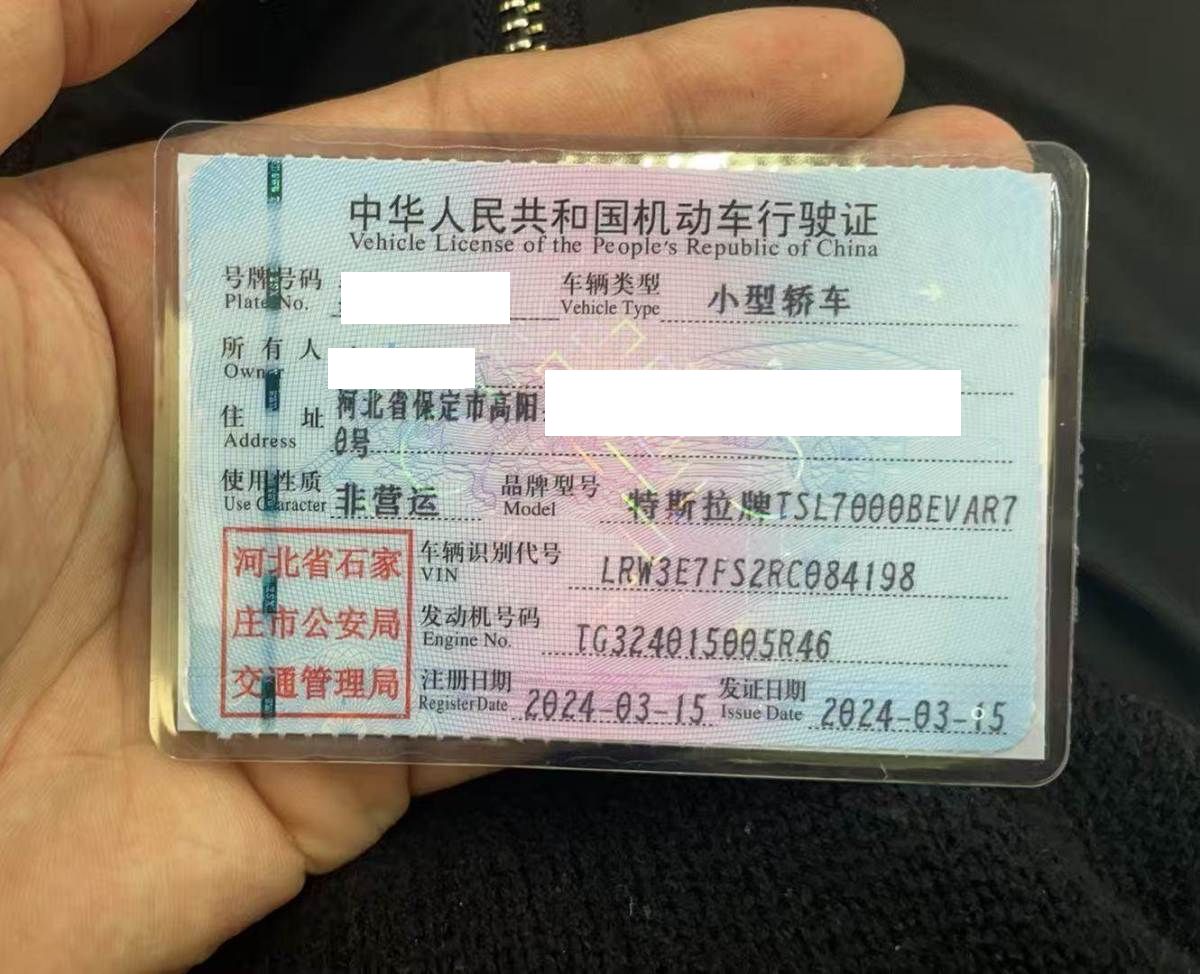 中华人民共和国机动车行驶证
Vehicle License of the People's Republic of China
号牌号码
Plate No.
车辆类型 小型轿车
Vehicle Type
所有人
Owner
住址 河北省保定市高阳
Address 0号
使用性质 非营运
Use Character
品牌型号 特斯拉牌TSL7000BEVAR7
Model
河北省石家
庄市公安局
交通管理局
车辆识别代号 LRW3E7FS2RC084198
VIN
发动机号码 TG324015005R46
Engine No.
注册日期 2024-03-15
Register Date
发证日期 2024-03-15
Issue Date